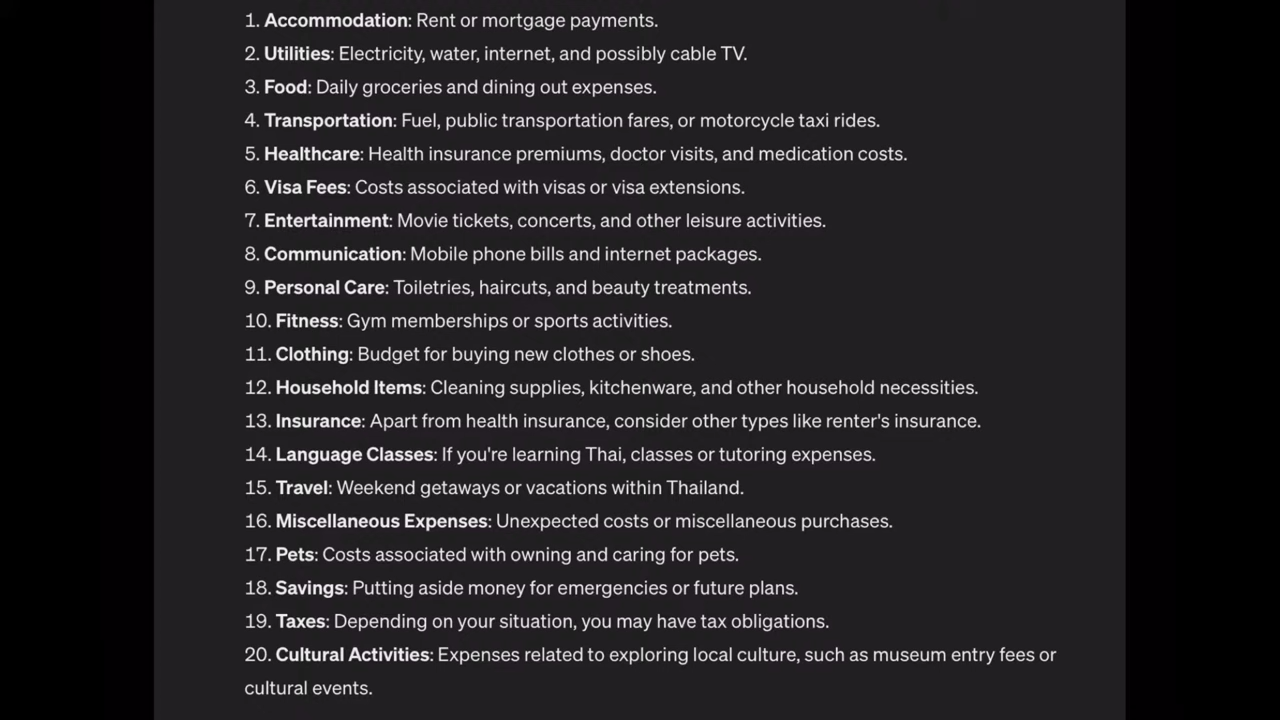 1. Accommodation: Rent or mortgage payments.
2. Utilities: Electricity, water, internet, and possibly cable TV.
3. Food: Daily groceries and dining out expenses.
4. Transportation: Fuel, public transportation fares, or motorcycle taxi rides.
5. Healthcare: Health insurance premiums, doctor visits, and medication costs.
6. Visa Fees: Costs associated with visas or visa extensions.
7. Entertainment: Movie tickets, concerts, and other leisure activities.
8. Communication: Mobile phone bills and internet packages.
9. Personal Care: Toiletries, haircuts, and beauty treatments.
10. Fitness: Gym memberships or sports activities.
11. Clothing: Budget for buying new clothes or shoes.
12. Household Items: Cleaning supplies, kitchenware, and other household necessities.
13. Insurance: Apart from health insurance, consider other types like renter's insurance.
14. Language Classes: If you're learning Thai, classes or tutoring expenses.
15. Travel: Weekend getaways or vacations within Thailand.
16. Miscellaneous Expenses: Unexpected costs or miscellaneous purchases.
17. Pets: Costs associated with owning and caring for pets.
18. Savings: Putting aside money for emergencies or future plans.
19. Taxes: Depending on your situation, you may have tax obligations.
20. Cultural Activities: Expenses related to exploring local culture, such as museum entry fees or
cultural events.